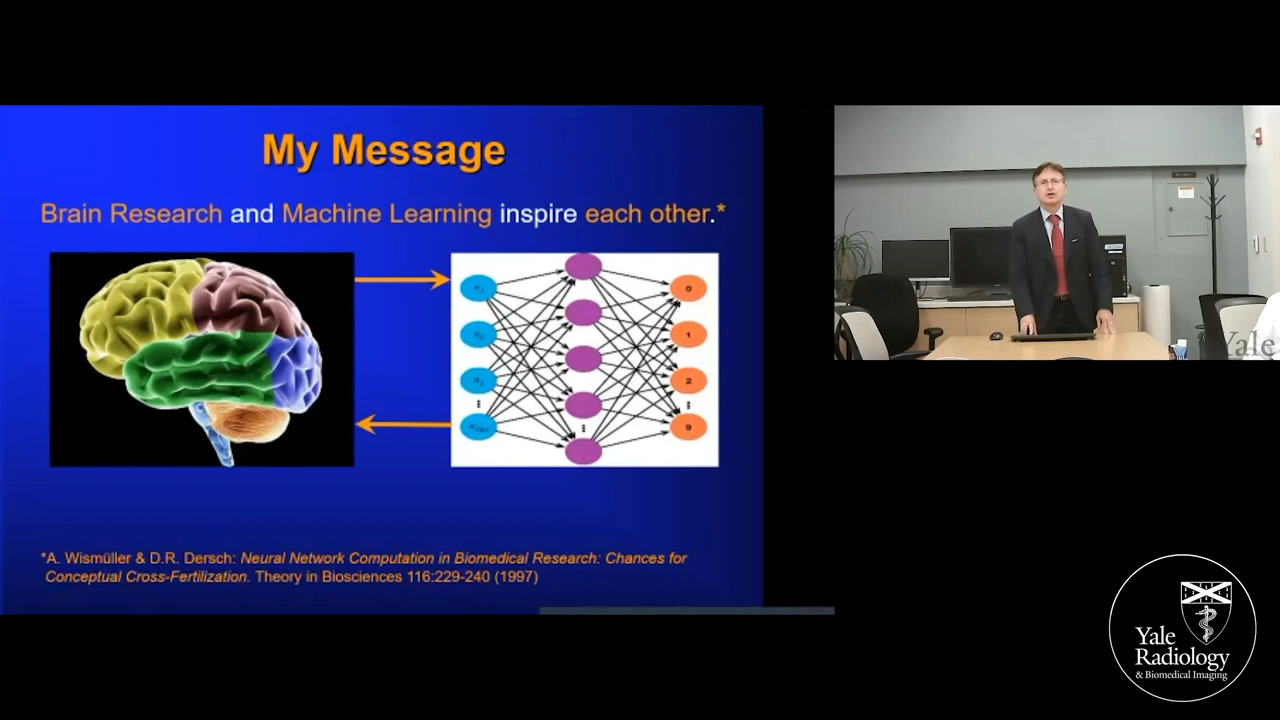 My Message
Brain Research and Machine Learning inspire each other.*
0
1
2
9
*A. Wismüller & D.R. Dersch: Neural Network Computation in Biomedical Research: Chances for
Conceptual Cross-Fertilization. Theory in Biosciences 116:229-240 (1997)
Yale
Yale
Radiology
& Biomedical Imaging